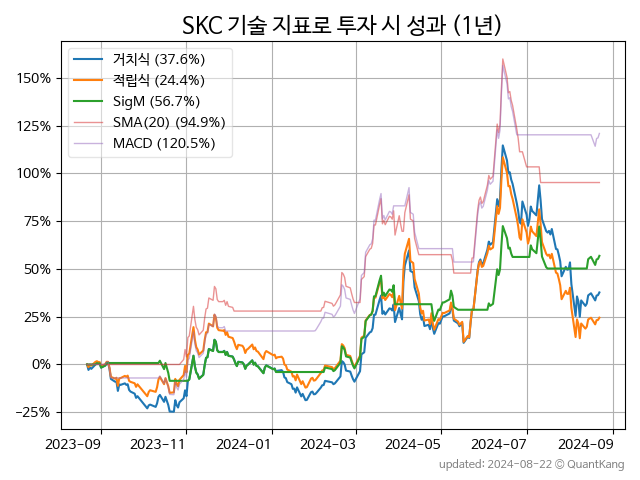 SKC 기술 지표로 투자 시 성과 (1년)
거치식 (37.6%)
적립식 (24.4%)
SigM (56.7%)
SMA(20) (94.9%)
MACD (120.5%)
150%
125%
100%
75%
50%
25%
0%
−25%
2023-09 2023-11 2024-01 2024-03 2024-05 2024-07 2024-09
updated: 2024-08-22 © QuantKang